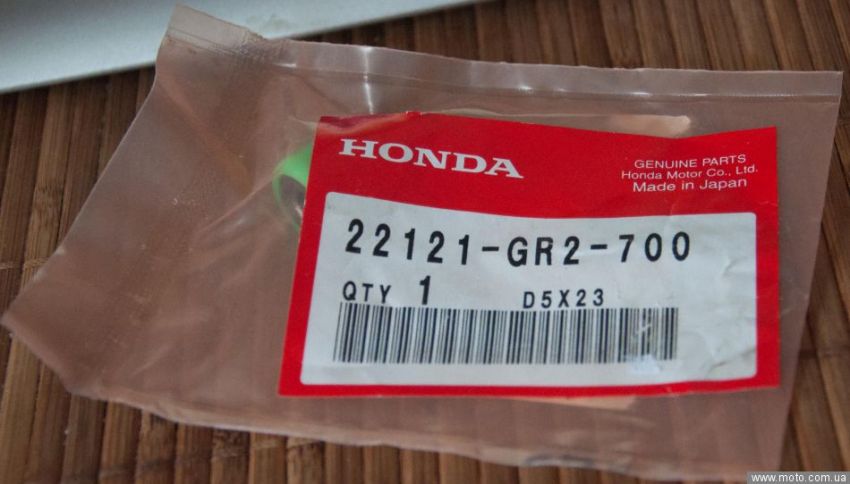 HONDA
GENUINE PARTS
Honda Motor Co., Ltd.
Made in Japan
22121-GR2-700
QTY 1 D5X23
www.moto.com.ua